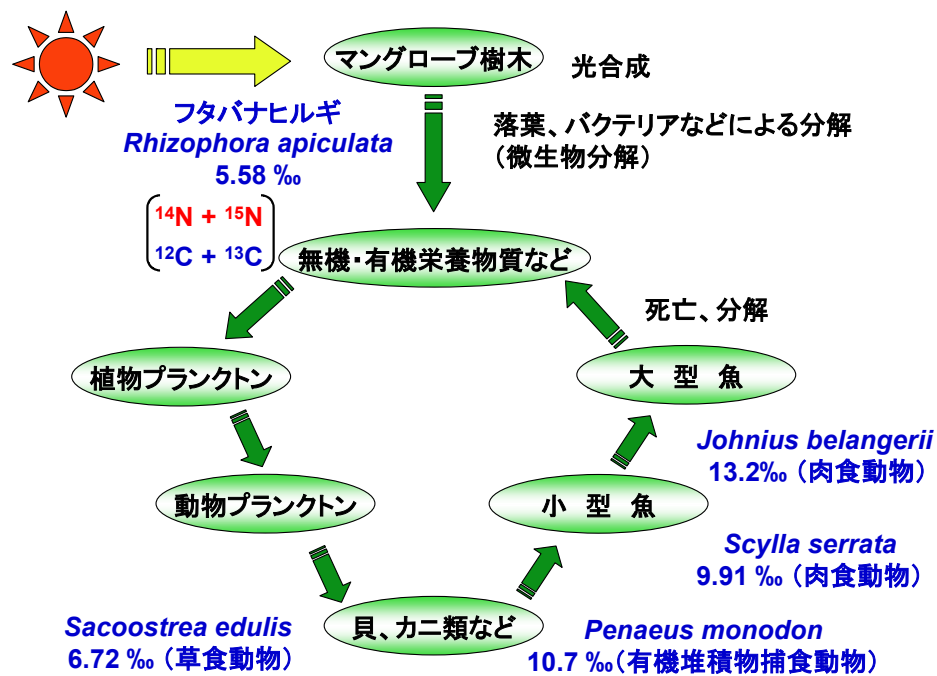 マングローブ樹木
光合成
フタバナヒルギ
Rhizophora apiculata
5.58 ‰
落葉、バクテリアなどによる分解
（微生物分解）
¹⁴N + ¹⁵N
¹²C + ¹³C
無機・有機栄養物質など
死亡、分解
植物プランクトン
大 型 魚
Johnius belangerii
13.2‰ （肉食動物）
動物プランクトン
小 型 魚
Scylla serrata
9.91 ‰ （肉食動物）
貝、カニ類など
Sacoostrea edulis
6.72 ‰ （草食動物）
Penaeus monodon
10.7 ‰（有機堆積物捕食動物）